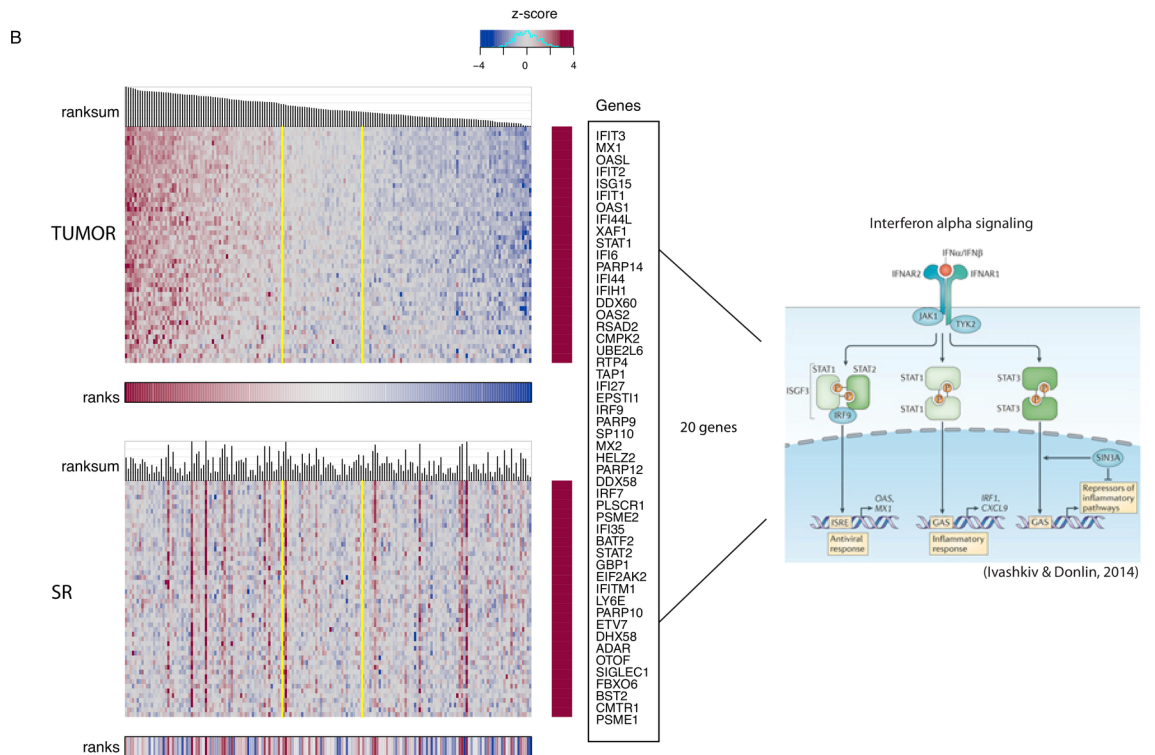 B
z-score
−4
0
4
ranksum
TUMOR
ranks
ranksum
SR
ranks
Genes
IFIT3
MX1
OASL
IFIT2
ISG15
IFIT1
OAS1
IFI44L
XAF1
STAT1
IFI6
PARP14
IFI44
IFIH1
DDX60
OAS2
RSAD2
CMPK2
UBE2L6
RTP4
TAP1
IFI27
EPSTI1
IRF9
PARP9
SP110
MX2
HELZ2
PARP12
DDX58
IRF7
PLSCR1
PSME2
IFI35
BATF2
STAT2
GBP1
EIF2AK2
IFITM1
LY6E
PARP10
ETV7
DHX58
ADAR
OTOF
SIGLEC1
FBXO6
BST2
CMTR1
PSME1
20 genes
Interferon alpha signaling
IFNα/IFNβ
IFNAR2
IFNAR1
JAK1
TYK2
STAT1
STAT2
ISGF3
P
P
IRF9
STAT1
P
P
STAT1
STAT3
P
P
STAT3
SIN3A
Repressors of
inflammatory
pathways
OAS,
MX1
ISRE
Antiviral
response
IRF1,
CXCL9
GAS
Inflammatory
response
GAS
(Ivashkiv & Donlin, 2014)